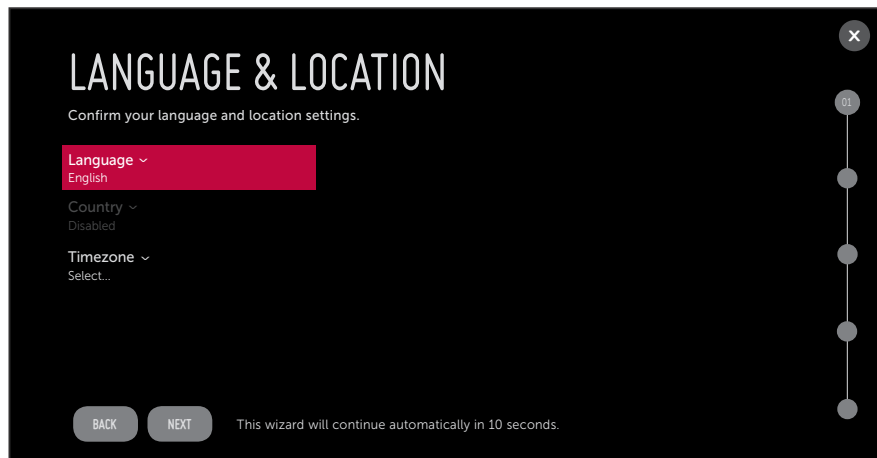 X
LANGUAGE & LOCATION
01
Confirm your language and location settings.
Language
English
Country
Disabled
Timezone
Select...
BACK
NEXT
This wizard will continue automatically in 10 seconds.